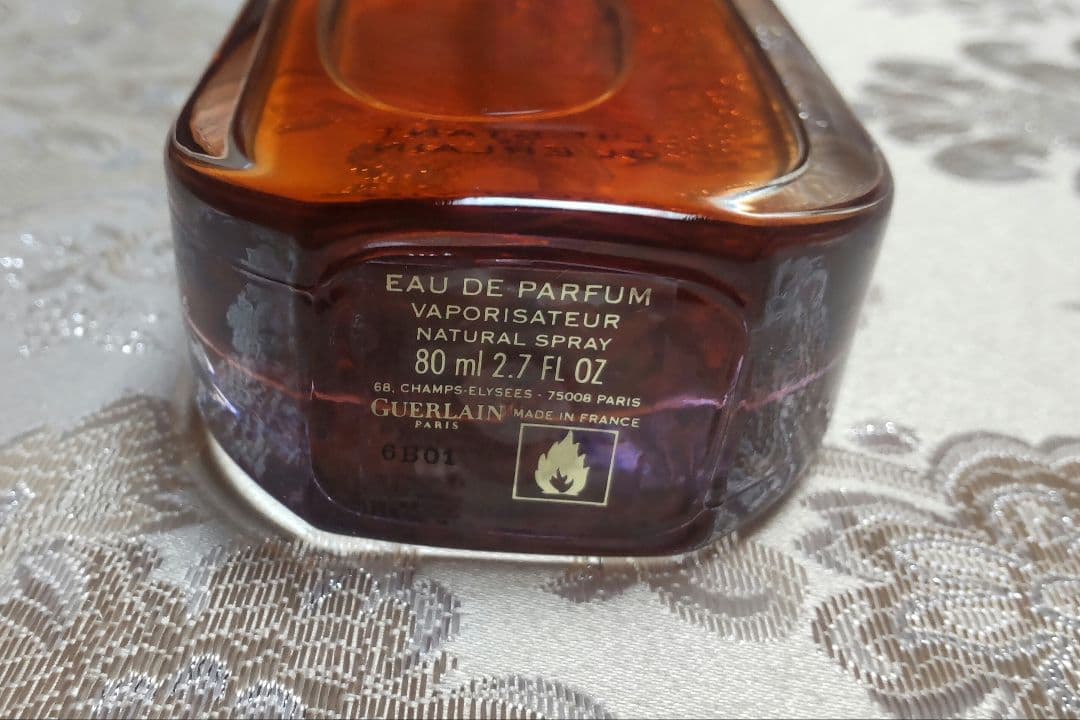 EAU DE PARFUM
VAPORISATEUR
NATURAL SPRAY
80 ml 2.7 FL OZ
68, CHAMPS-ELYSEES - 75008 PARIS
GUERLAIN MADE IN FRANCE
PARIS
6B01